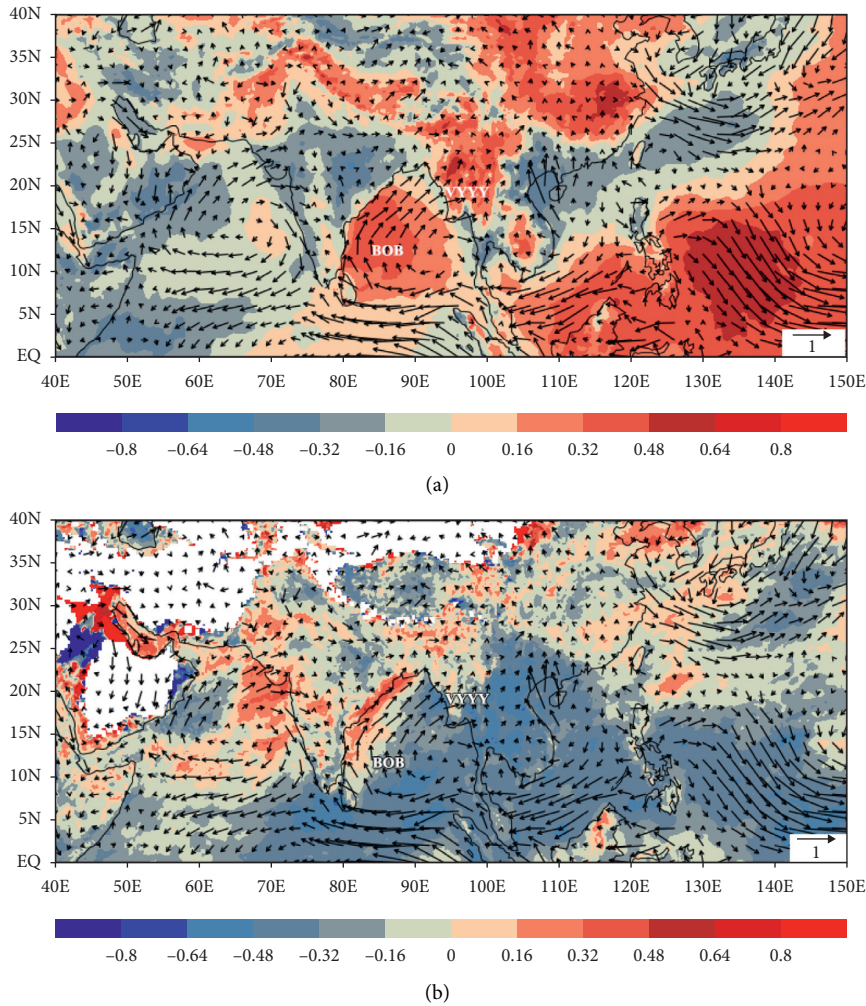 40N
35N
30N
25N
20N
15N
10N
5N
EQ
VYYY
BOB
1
40E 50E 60E 70E 80E 90E 100E 110E 120E 130E 140E 150E
−0.8 −0.64 −0.48 −0.32 −0.16 0 0.16 0.32 0.48 0.64 0.8
(a)
40N
35N
30N
25N
20N
15N
10N
5N
EQ
VYYY
BOB
1
40E 50E 60E 70E 80E 90E 100E 110E 120E 130E 140E 150E
−0.8 −0.64 −0.48 −0.32 −0.16 0 0.16 0.32 0.48 0.64 0.8
(b)